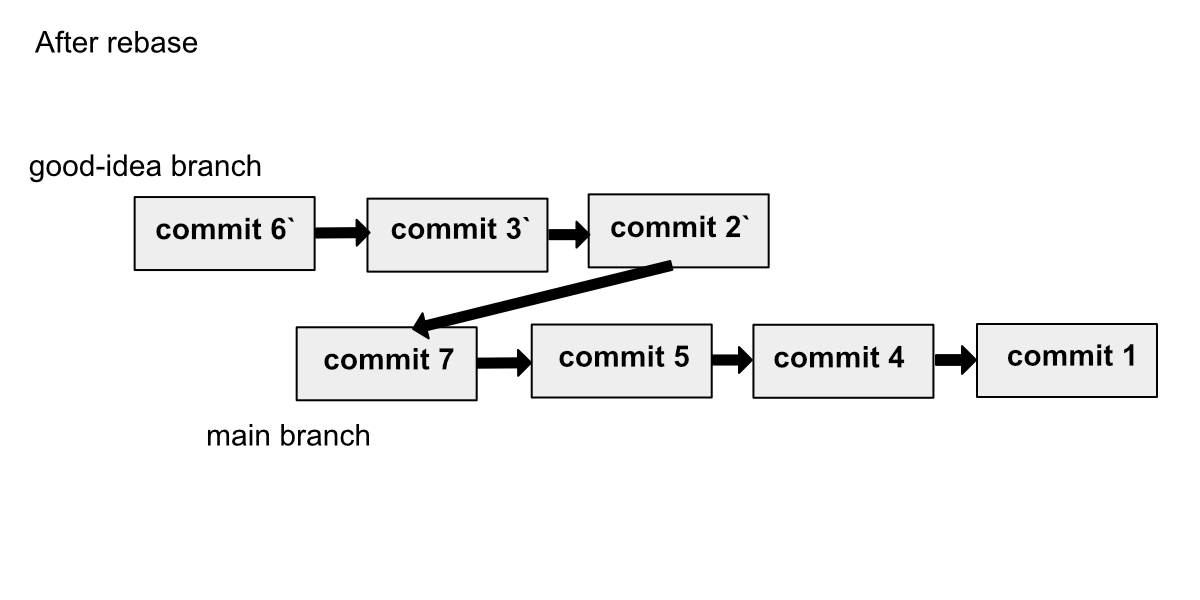 After rebase
good-idea branch
commit 6`
commit 3`
commit 2`
commit 7
commit 5
commit 4
commit 1
main branch